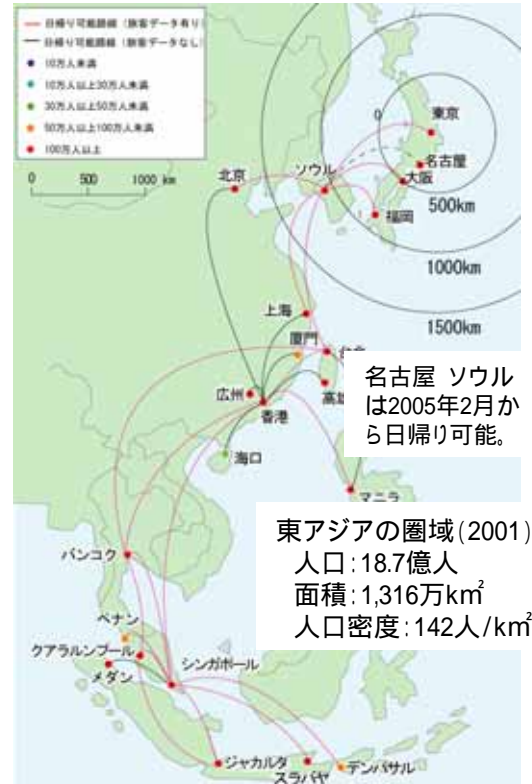 日帰り可能路線（旅客データ有り）
日帰り可能路線（旅客データなし）
10万人未満
10万人以上30万人未満
30万人以上50万人未満
50万人以上100万人未満
100万人以上
0 500 1000 km
0
東京
名古屋
大阪
福岡
ソウル
北京
500km
1000km
1500km
上海
厦門
広州
香港
高雄
海口
マニラ
名古屋 ソウル
は2005年2月か
ら日帰り可能。
東アジアの圏域(2001)
人口:18.7億人
面積:1,316万km²
人口密度:142人/km²
バンコク
ペナン
クアラルンプール
メダン
シンガポール
ジャカルタ
スラバヤ
デンパサル